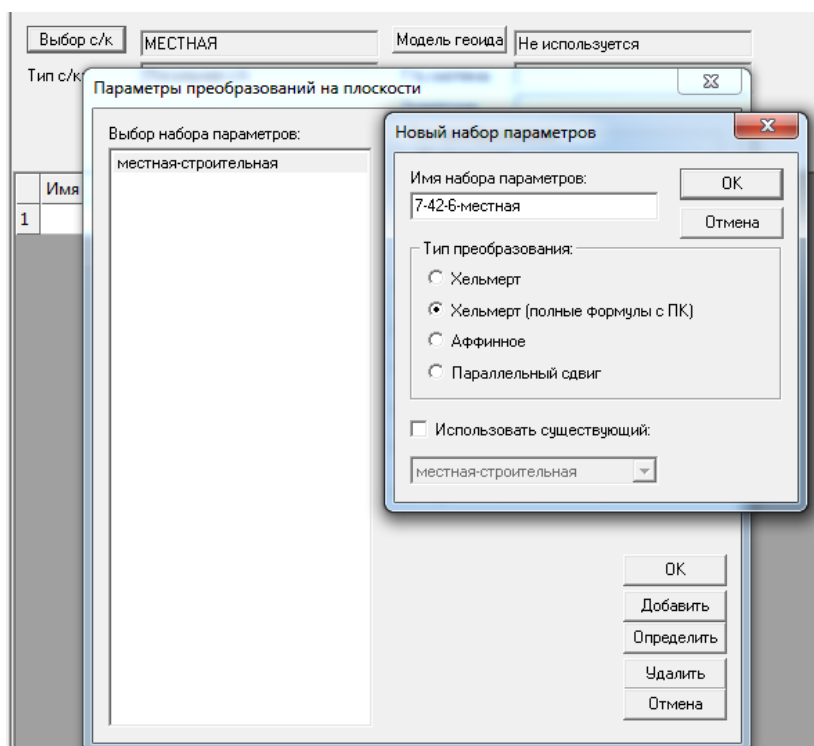 Выбор с/к
МЕСТНАЯ
Модель геоида
Не используется
Тип с/к
Параметры преобразований на плоскости
Выбор набора параметров:
местная-строительная
Имя
1
Новый набор параметров
Имя набора параметров:
7-42-6-местная
OK
Отмена
Тип преобразования:
Хельмерт
Хельмерт (полные формулы с ПК)
Аффинное
Параллельный сдвиг
Использовать существующий:
местная-строительная
OK
Добавить
Определить
Удалить
Отмена